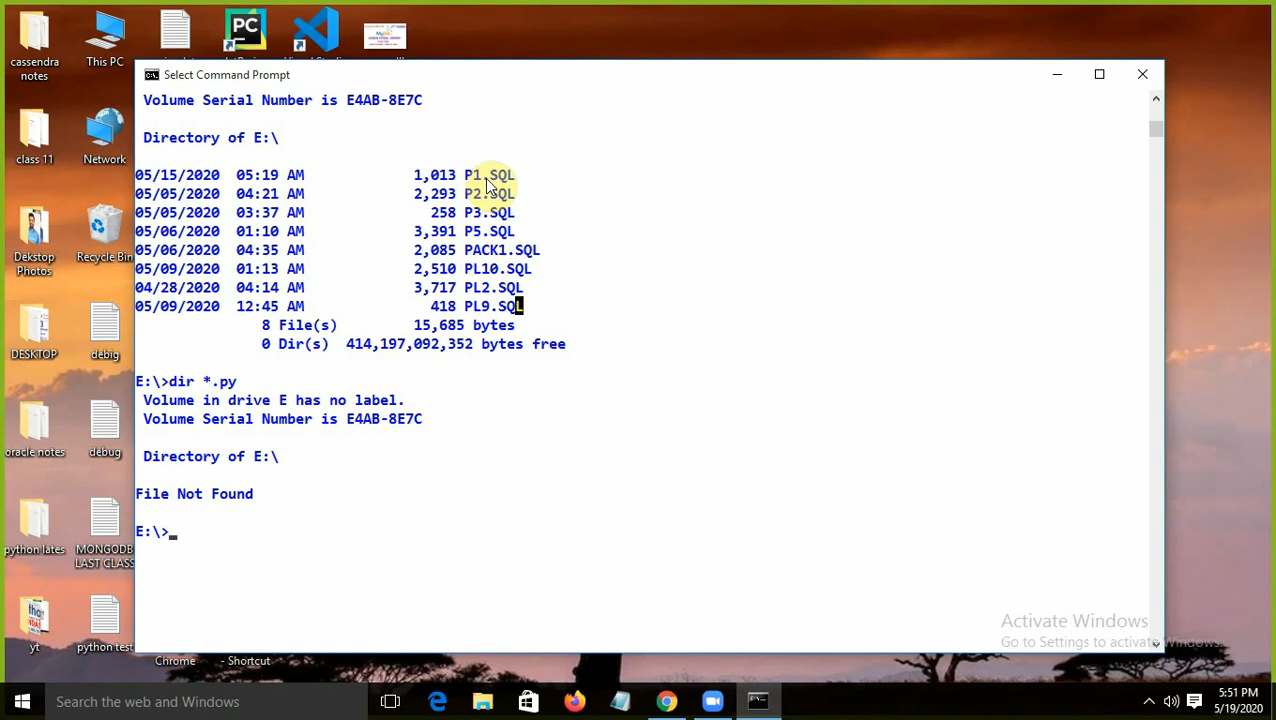 cassendra
notes
This PC
PC
Select Command Prompt
Volume Serial Number is E4AB-8E7C
Directory of E:\
05/15/2020 05:19 AM 1,013 P1.SQL
05/05/2020 04:21 AM 2,293 P2.SQL
05/05/2020 03:37 AM 258 P3.SQL
05/06/2020 01:10 AM 3,391 P5.SQL
05/06/2020 04:35 AM 2,085 PACK1.SQL
05/09/2020 01:13 AM 2,510 PL10.SQL
04/28/2020 04:14 AM 3,717 PL2.SQL
05/09/2020 12:45 AM 418 PL9.SQL
8 File(s) 15,685 bytes
0 Dir(s) 414,197,092,352 bytes free
E:\>dir *.py
Volume in drive E has no label.
Volume Serial Number is E4AB-8E7C
Directory of E:\
File Not Found
E:\>
class 11
Network
Dekstop
Photos
Recycle Bin
DESKTOP
debig
oracle notes
debug
python lates
MONGODB
LAST CLASS
yt
python test
Chrome
- Shortcut
Activate Windows
Go to Settings to activate Windows.
Search the web and Windows
5:51 PM
5/19/2020